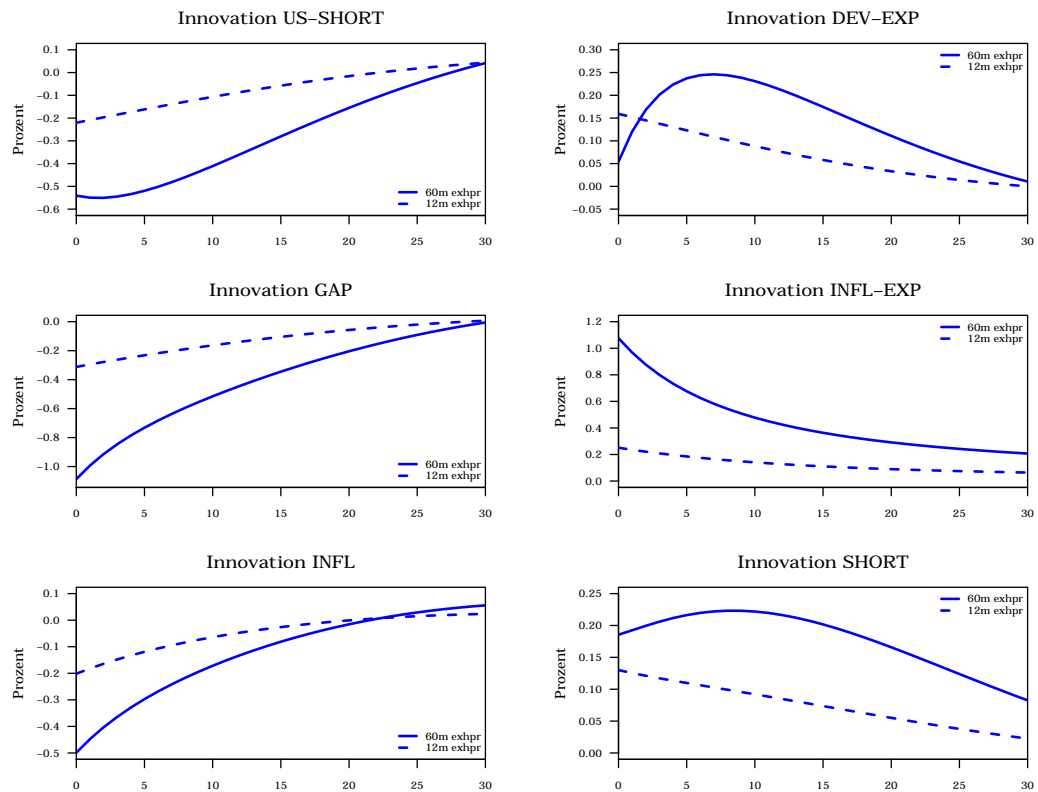 Innovation US−SHORT
Prozent
0.1
0.0
−0.1
−0.2
−0.3
−0.4
−0.5
−0.6
60m exhpr
12m exhpr
0 5 10 15 20 25 30
Innovation DEV−EXP
Prozent
0.30
0.25
0.20
0.15
0.10
0.05
0.00
−0.05
60m exhpr
12m exhpr
0 5 10 15 20 25 30
Innovation GAP
Prozent
0.0
−0.2
−0.4
−0.6
−0.8
−1.0
60m exhpr
12m exhpr
0 5 10 15 20 25 30
Innovation INFL−EXP
Prozent
1.2
1.0
0.8
0.6
0.4
0.2
0.0
60m exhpr
12m exhpr
0 5 10 15 20 25 30
Innovation INFL
Prozent
0.1
0.0
−0.1
−0.2
−0.3
−0.4
−0.5
60m exhpr
12m exhpr
0 5 10 15 20 25 30
Innovation SHORT
Prozent
0.25
0.20
0.15
0.10
0.05
0.00
60m exhpr
12m exhpr
0 5 10 15 20 25 30